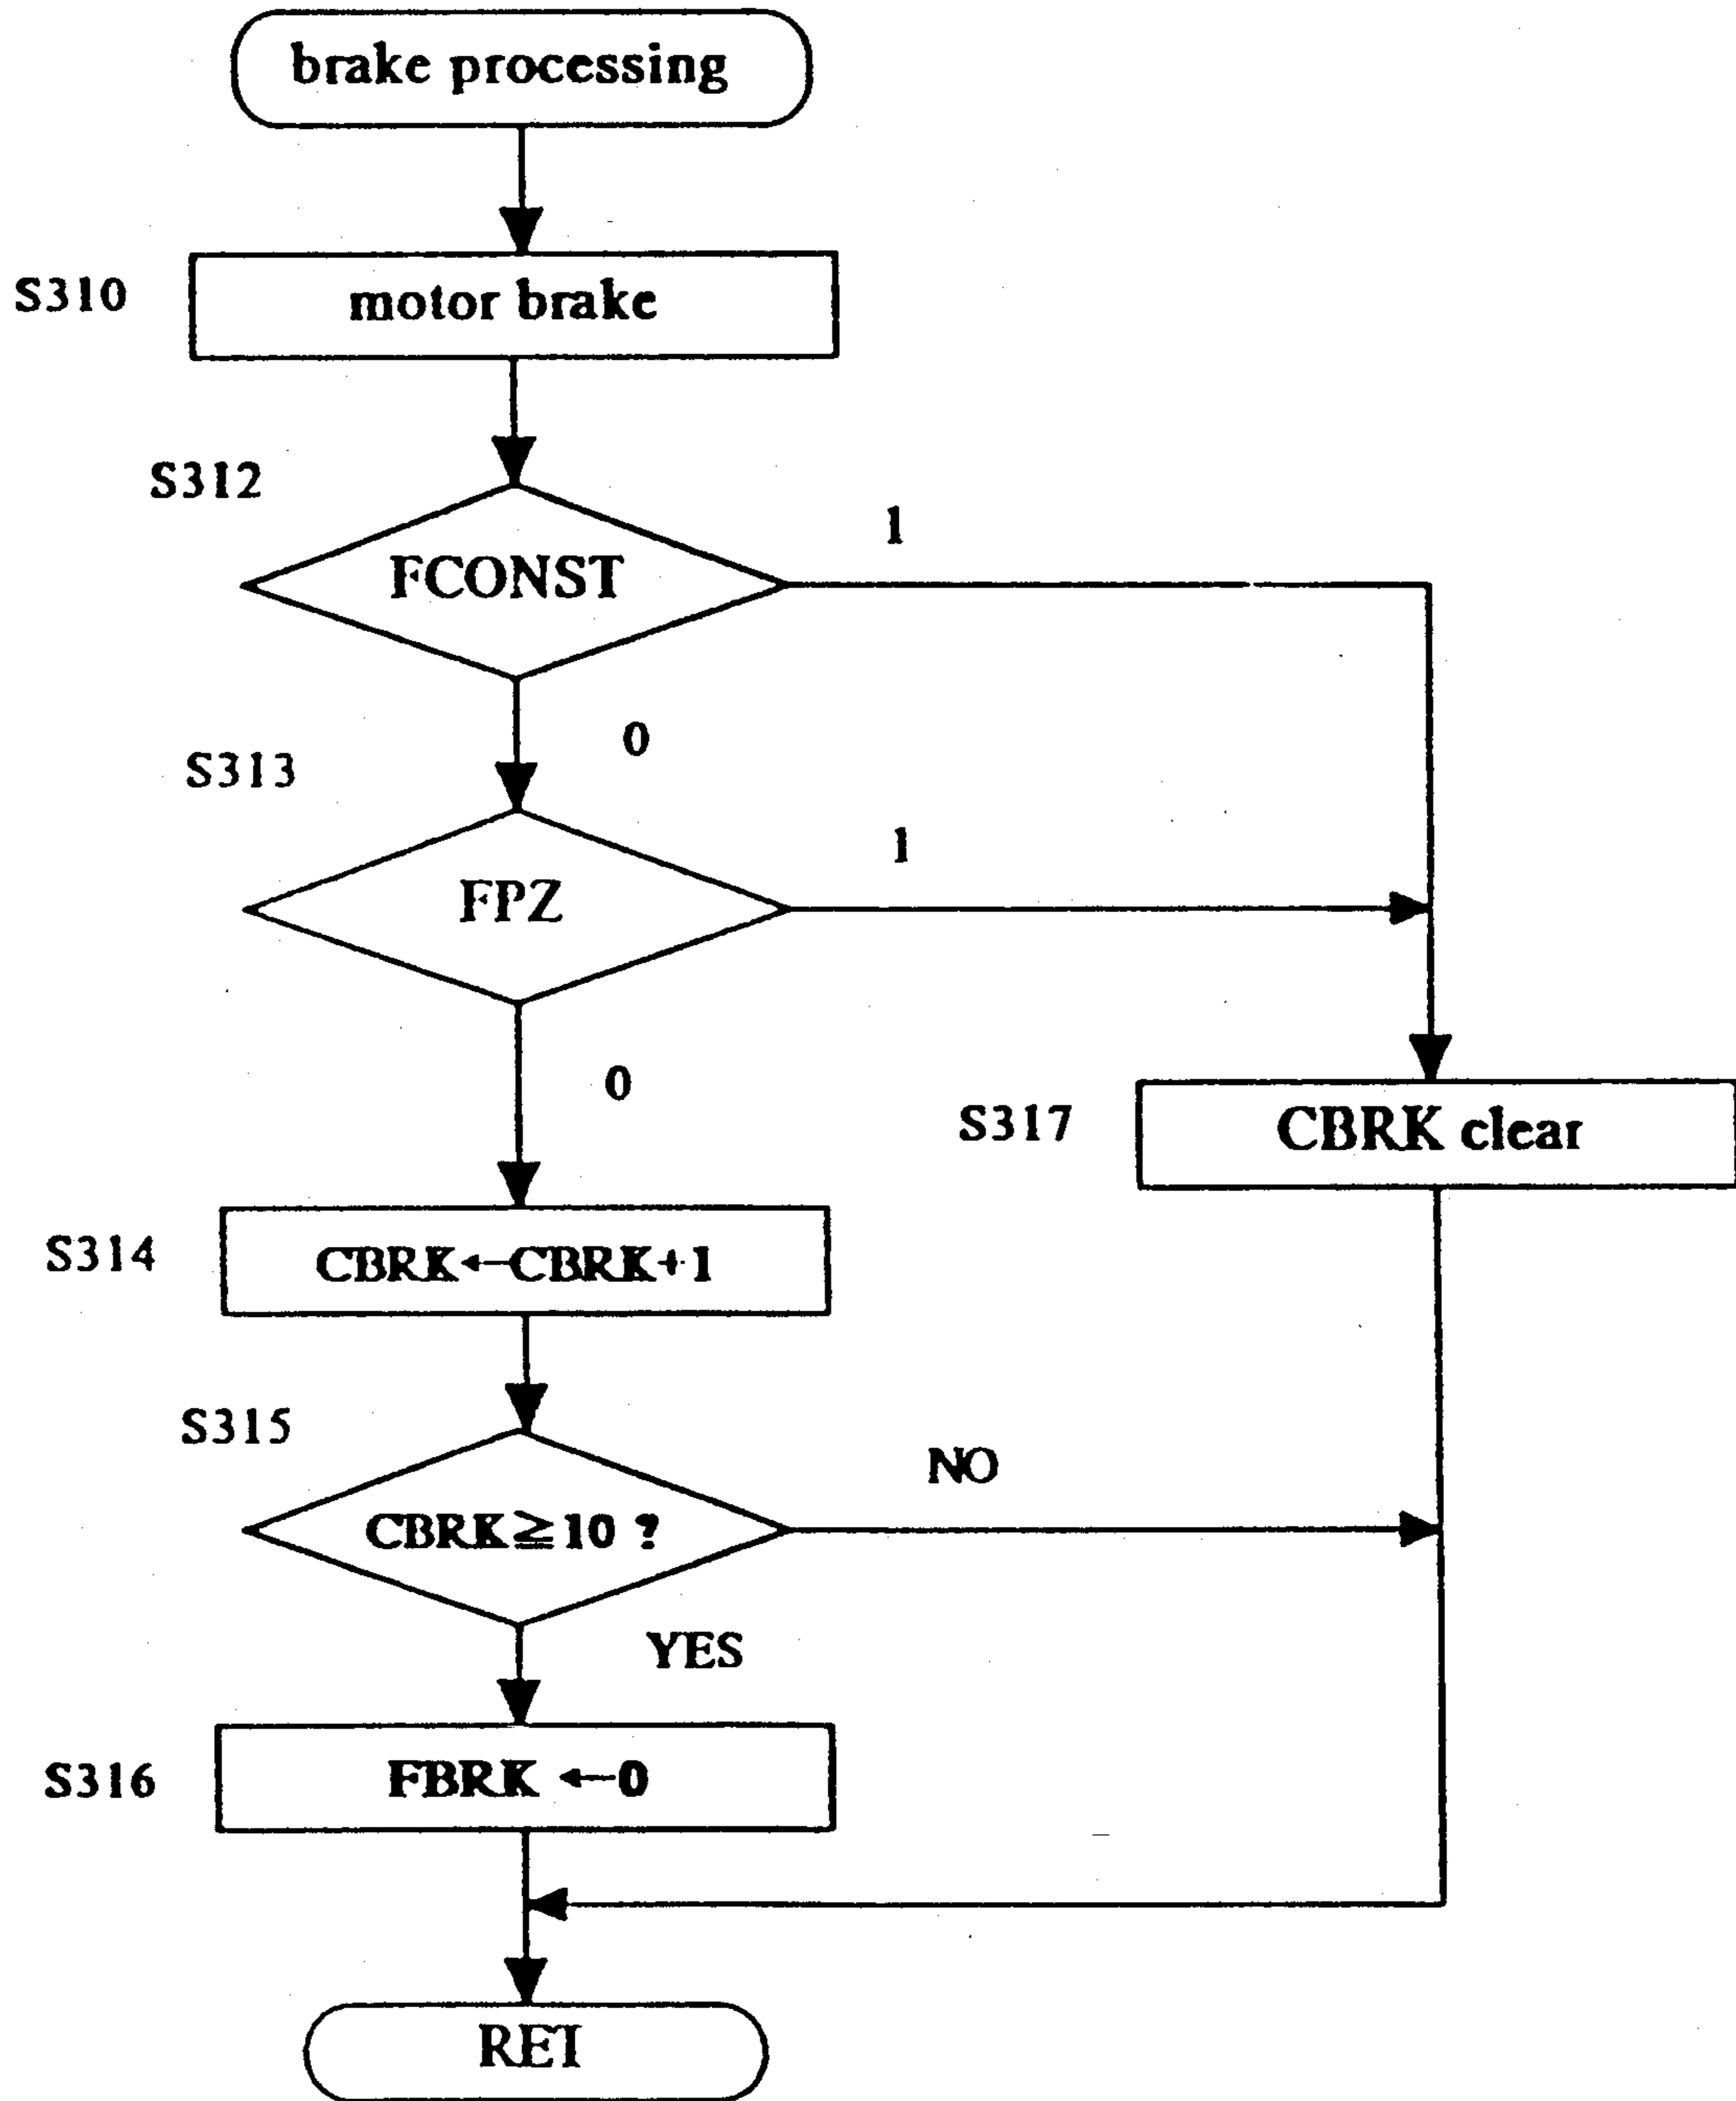 brake processing
S310
motor brake
S312
FCONST
1
0
S313
FPZ
1
0
S317
CBRK clear
S314
CBRK←CBRK+1
S315
CBRK≧10 ?
NO
YES
S316
FBRK ←0
RET